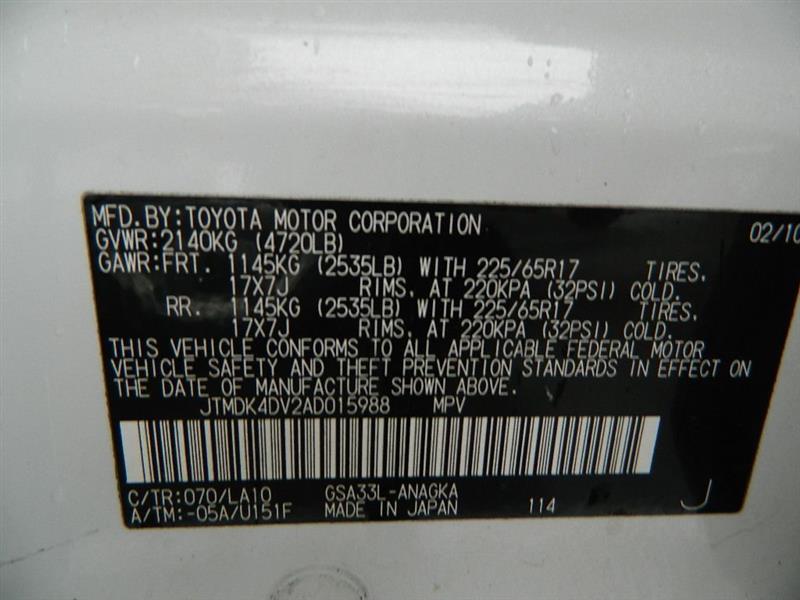 MFD.BY:TOYOTA MOTOR CORPORATION 02/10
GVWR:2140KG (4720LB)
GAWR:FRT. 1145KG (2535LB) WITH 225/65R17 TIRES,
17X7J RIMS, AT 220KPA (32PSI) COLD.
RR. 1145KG (2535LB) WITH 225/65R17 TIRES,
17X7J RIMS, AT 220KPA (32PSI) COLD.
THIS VEHICLE CONFORMS TO ALL APPLICABLE FEDERAL MOTOR
VEHICLE SAFETY AND THEFT PREVENTION STANDARDS IN EFFECT ON
THE DATE OF MANUFACTURE SHOWN ABOVE.
JTMDK4DV2AD015988 MPV
C/TR:070/LA10 GSA33L-ANAGKA J
A/TM:-05A/U151F MADE IN JAPAN 114